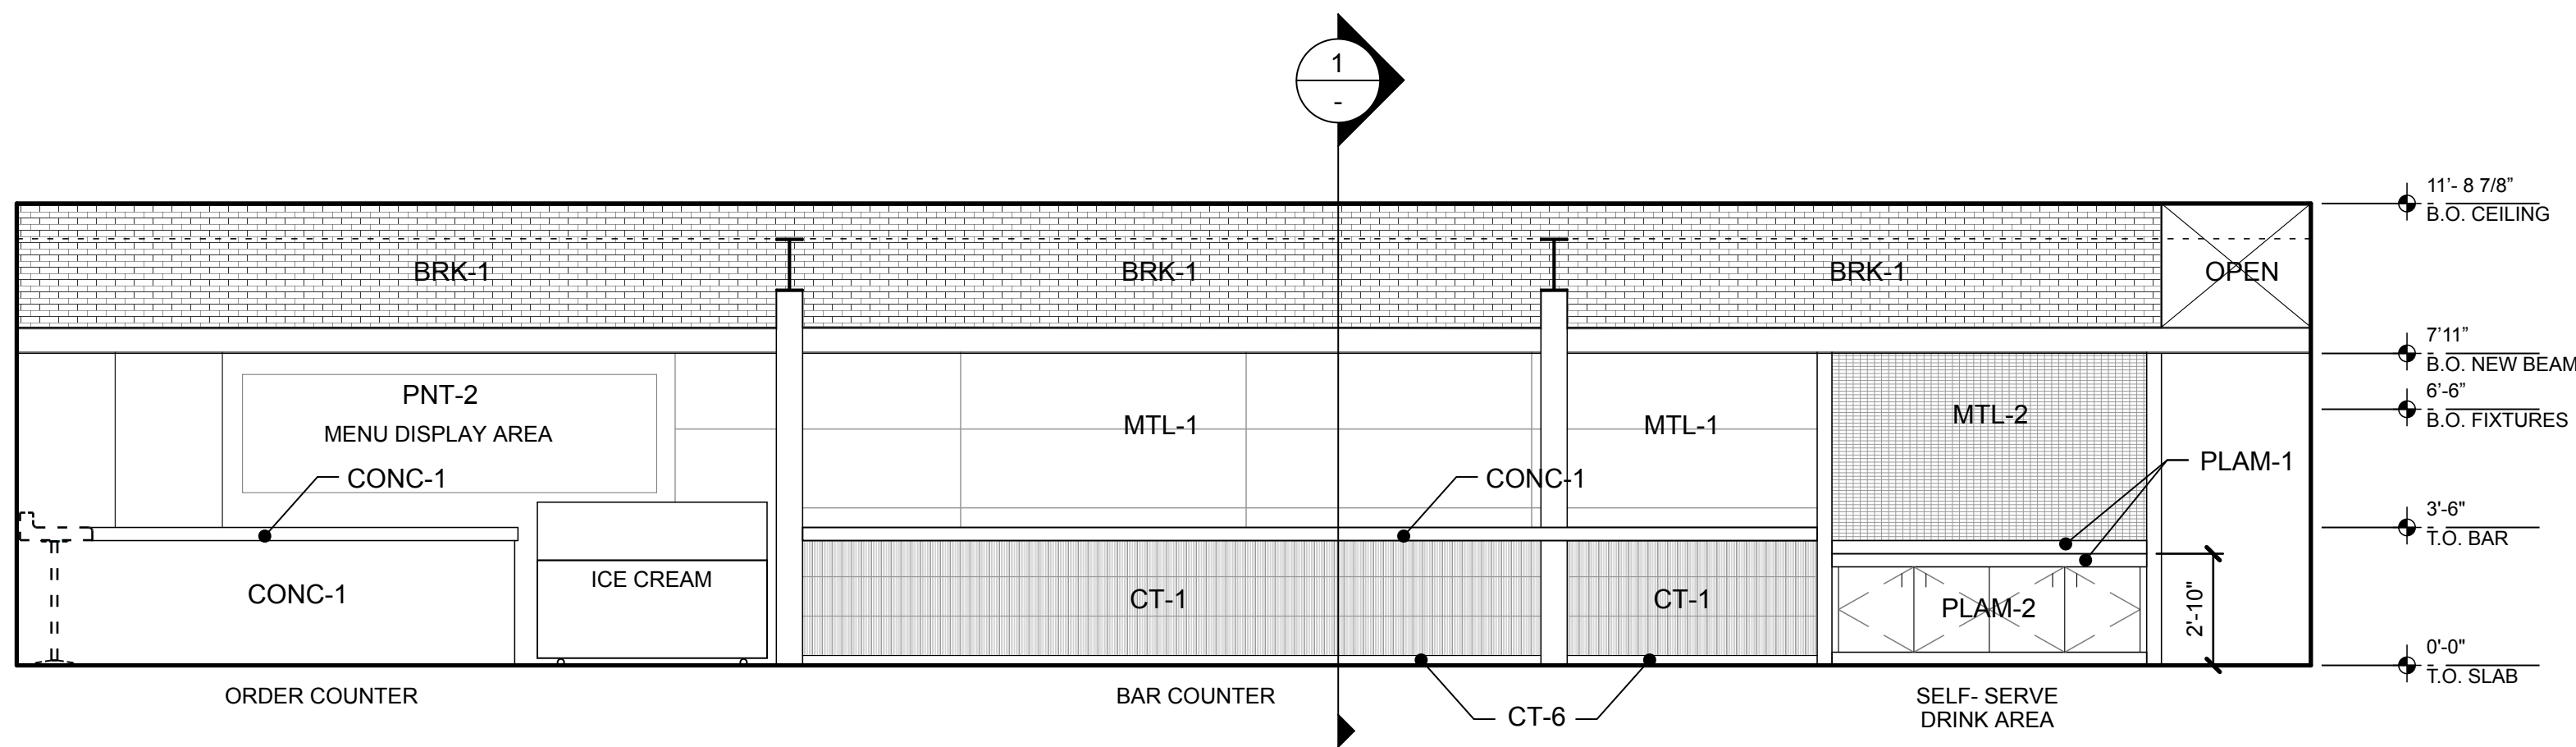 1
-
11'- 8 7/8”
B.O. CEILING
BRK-1
BRK-1
BRK-1
OPEN
7'11”
B.O. NEW BEAM
6'-6”
B.O. FIXTURES
PNT-2
MENU DISPLAY AREA
MTL-1
MTL-1
MTL-2
CONC-1
CONC-1
PLAM-1
3'-6"
T.O. BAR
CONC-1
ICE CREAM
CT-1
CT-1
PLAM-2
2'-10"
0'-0"
T.O. SLAB
ORDER COUNTER
BAR COUNTER
CT-6
SELF- SERVE
DRINK AREA